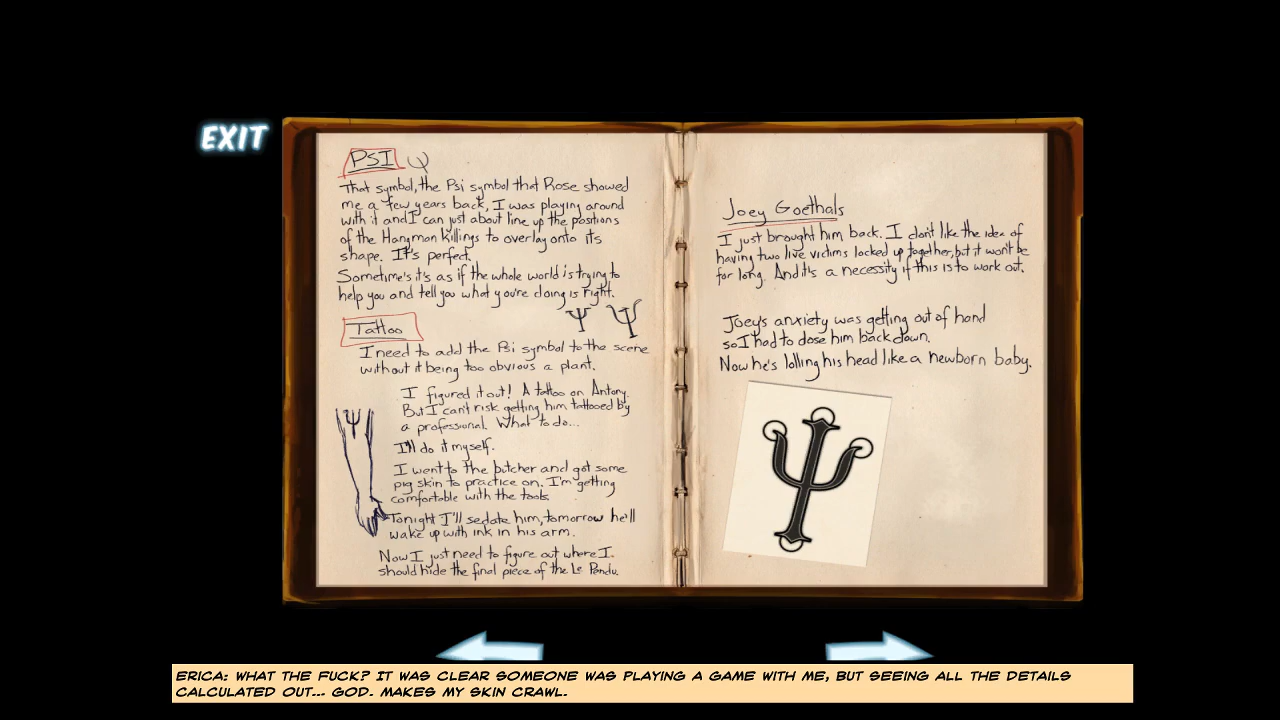 EXIT
PSI
That symbol, the Psi symbol that Rose showed
me a few years back, I was playing around
with it and I can just about line up the positions
of the Hangman killings to overlay onto its
shape. It's perfect.
Sometime's it's as if the whole world is trying to
help you and tell you what you're doing is right.
Tattoo
I need to add the Psi symbol to the scene
without it being too obvious a plant.
I figured it out! A tattoo on Antony.
But I can't risk getting him tattooed by
a professional. What to do...
I'll do it myself.
I went to the butcher and got some
pig skin to practice on. I'm getting
comfortable with the tools.
Tonight I'll sedate him, tomorrow he'll
wake up with ink in his arm.
Now I just need to figure out where I
should hide the final piece of the Le Pendu.
Joey Goethals
I just brought him back. I don't like the idea of
having two live victims locked up together, but it won't be
for long. And it's a necessity if this is to work out.
Joey's anxiety was getting out of hand
so I had to dose him back down.
Now he's lolling his head like a newborn baby.
ERICA: WHAT THE FUCK? IT WAS CLEAR SOMEONE WAS PLAYING A GAME WITH ME, BUT SEEING ALL THE DETAILS
CALCULATED OUT... GOD. MAKES MY SKIN CRAWL.